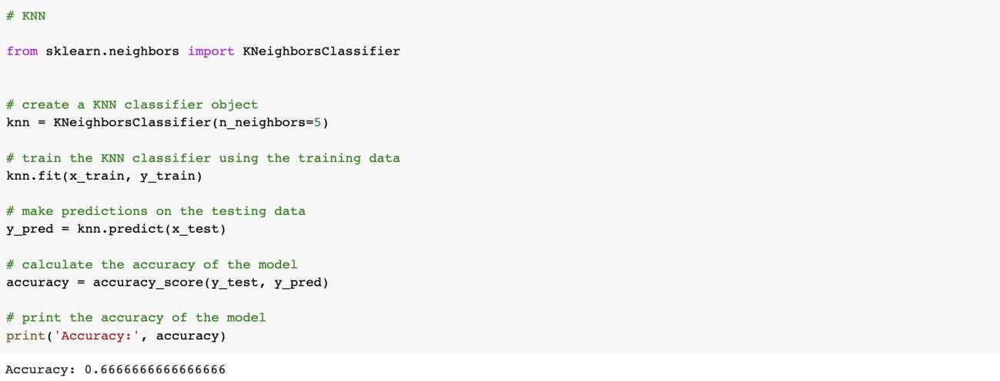 # KNN
from sklearn.neighbors import KNeighborsClassifier
# create a KNN classifier object
knn = KNeighborsClassifier(n_neighbors=5)
# train the KNN classifier using the training data
knn.fit(x_train, y_train)
# make predictions on the testing data
y_pred = knn.predict(x_test)
# calculate the accuracy of the model
accuracy = accuracy_score(y_test, y_pred)
# print the accuracy of the model
print('Accuracy:', accuracy)
Accuracy: 0.6666666666666666